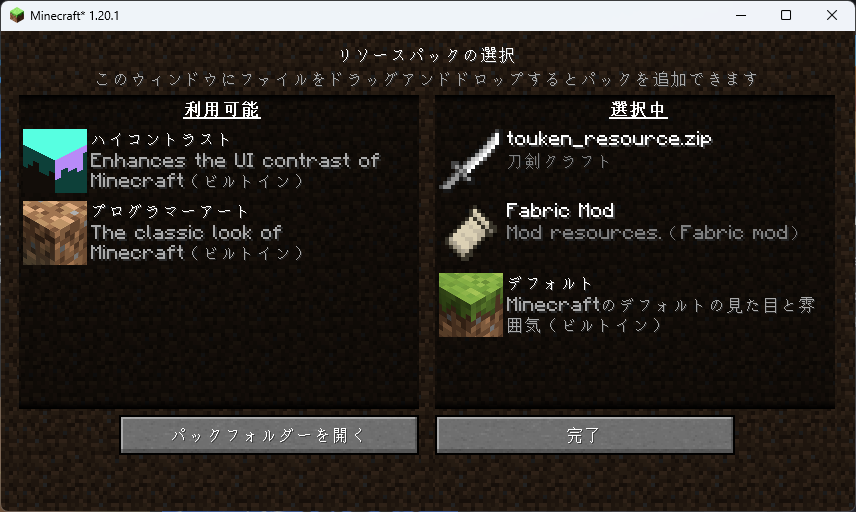 Minecraft* 1.20.1
リソースパックの選択
このウィンドウにファイルをドラッグアンドドロップするとパックを追加できます
利用可能
ハイコントラスト
Enhances the UI contrast of
Minecraft（ビルトイン）
プログラマーアート
The classic look of
Minecraft（ビルトイン）
選択中
touken_resource.zip
刀剣クラフト
Fabric Mod
Mod resources.（Fabric mod）
デフォルト
Minecraftのデフォルトの見た目と雰
囲気（ビルトイン）
パックフォルダーを開く
完了